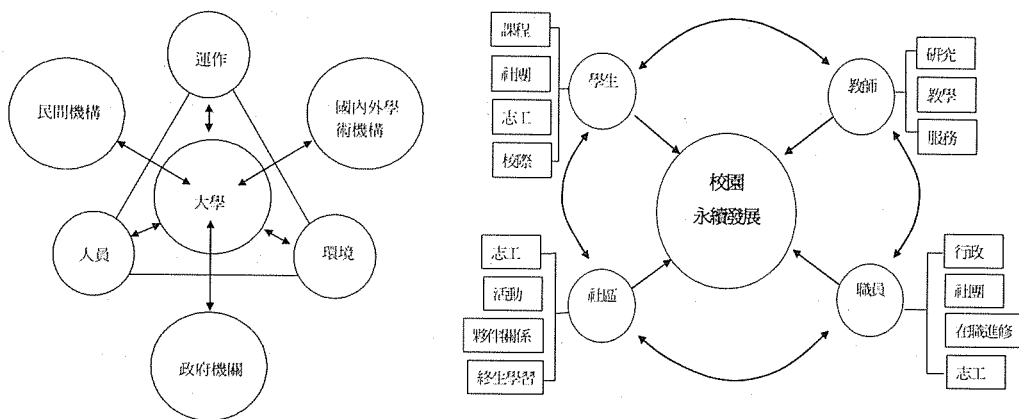 運作
民間機構
國內外學
術機構
大學
人員
環境
政府機關
課程
社團
志工
校際
學生
教師
研究
教學
服務
校園
永續發展
志工
活動
夥伴關係
終生學習
社區
職員
行政
社團
在職進修
志工